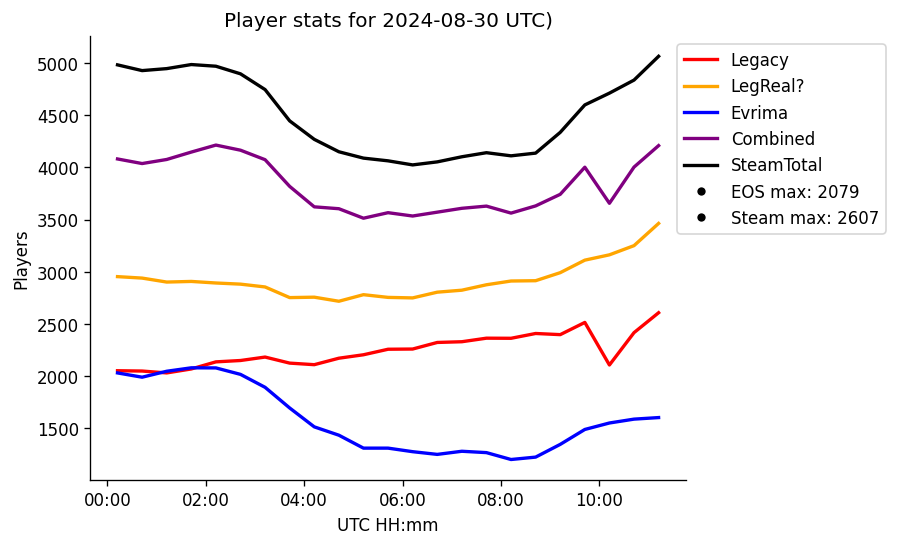 Player stats for 2024-08-30 UTC)
5000
4500
4000
3500
3000
2500
2000
1500
Players
00:00
02:00
04:00
06:00
08:00
10:00
UTC HH:mm
Legacy
LegReal?
Evrima
Combined
SteamTotal
EOS max: 2079
Steam max: 2607